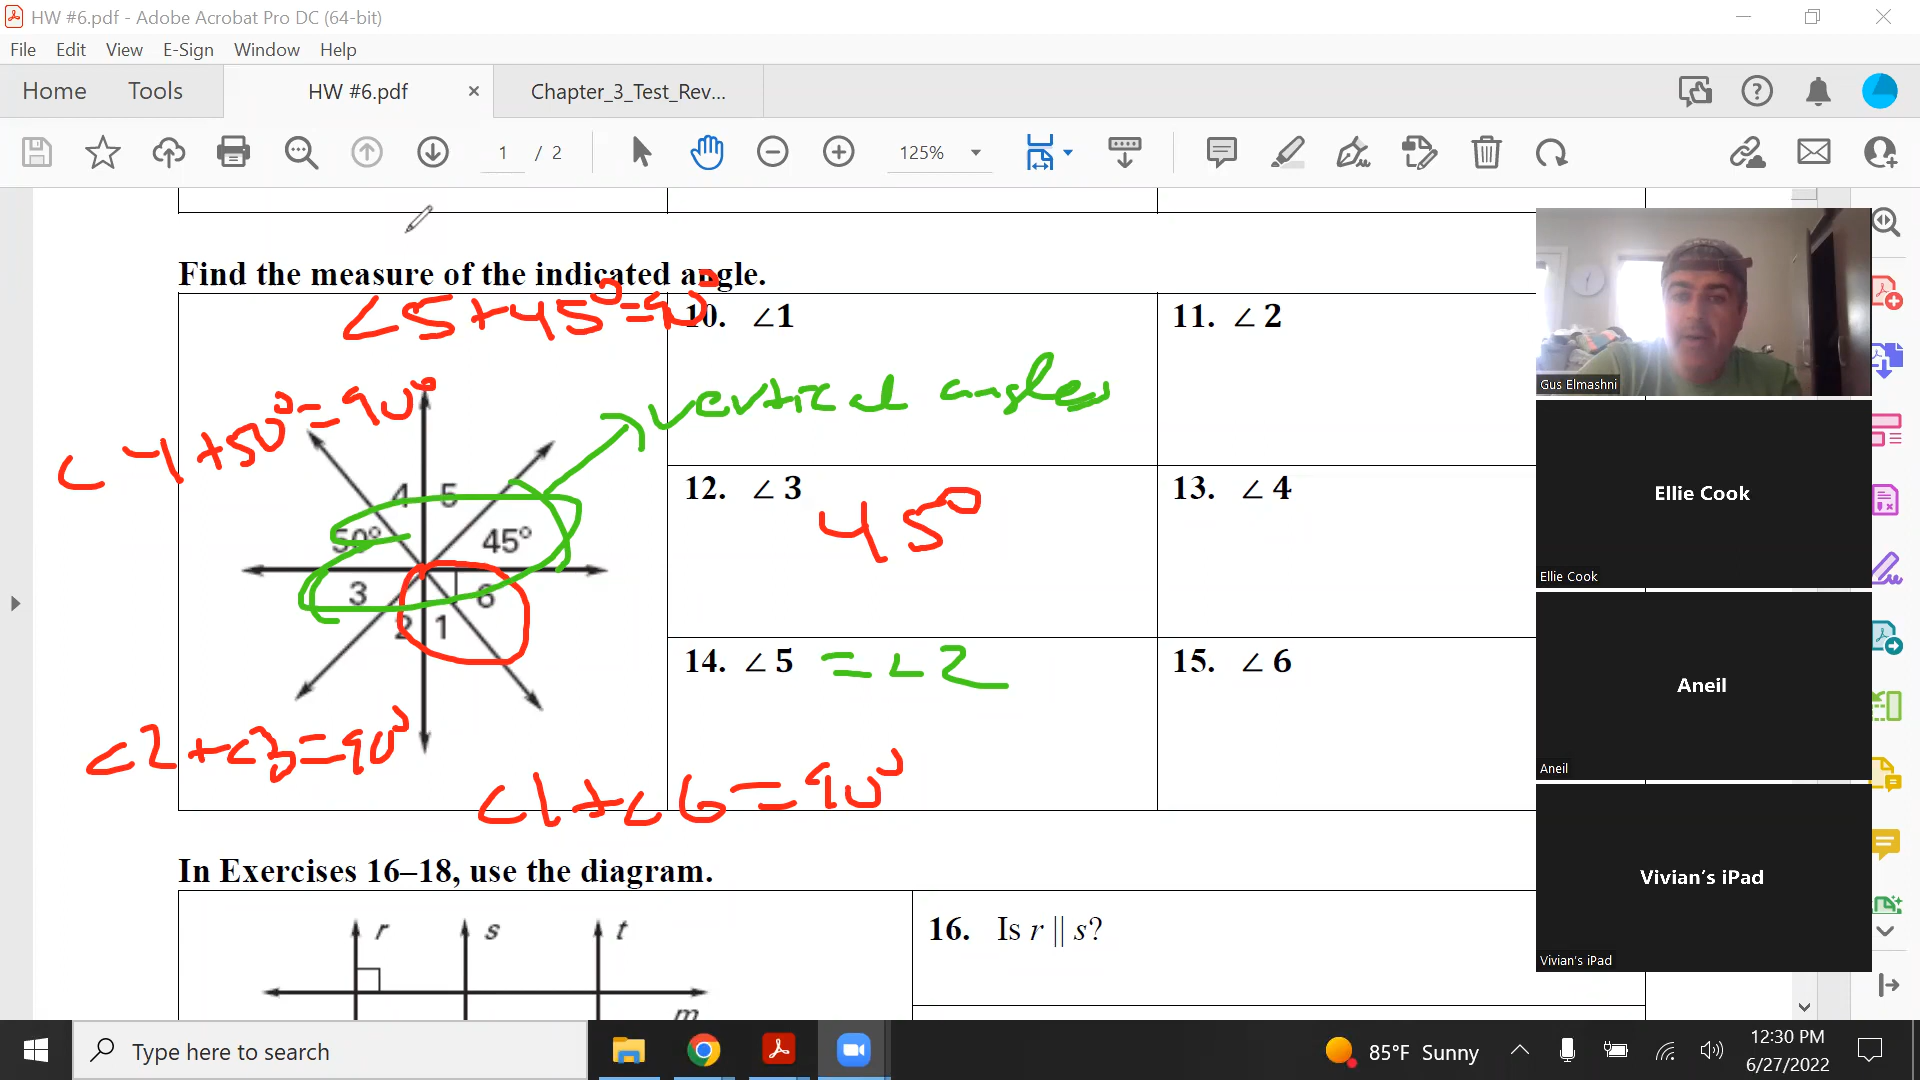 HW #6.pdf - Adobe Acrobat Pro DC (64-bit)
File Edit View E-Sign Window Help
Home Tools HW #6.pdf Chapter_3_Test_Rev...
1 / 2 125%
Find the measure of the indicated angle.
∠5+45°=90°
10. ∠1
11. ∠2
vertical angles
∠4+50°=90°
4 5
50° 45°
3 6
2 1
12. ∠3 45°
13. ∠4
14. ∠5 =∠2
15. ∠6
∠2+∠3=90°
∠1+∠6=90°
In Exercises 16–18, use the diagram.
r s t
m
16. Is r || s?
Gus Elmashni
Ellie Cook
Ellie Cook
Aneil
Aneil
Vivian's iPad
Vivian's iPad
Type here to search
85°F Sunny
12:30 PM
6/27/2022